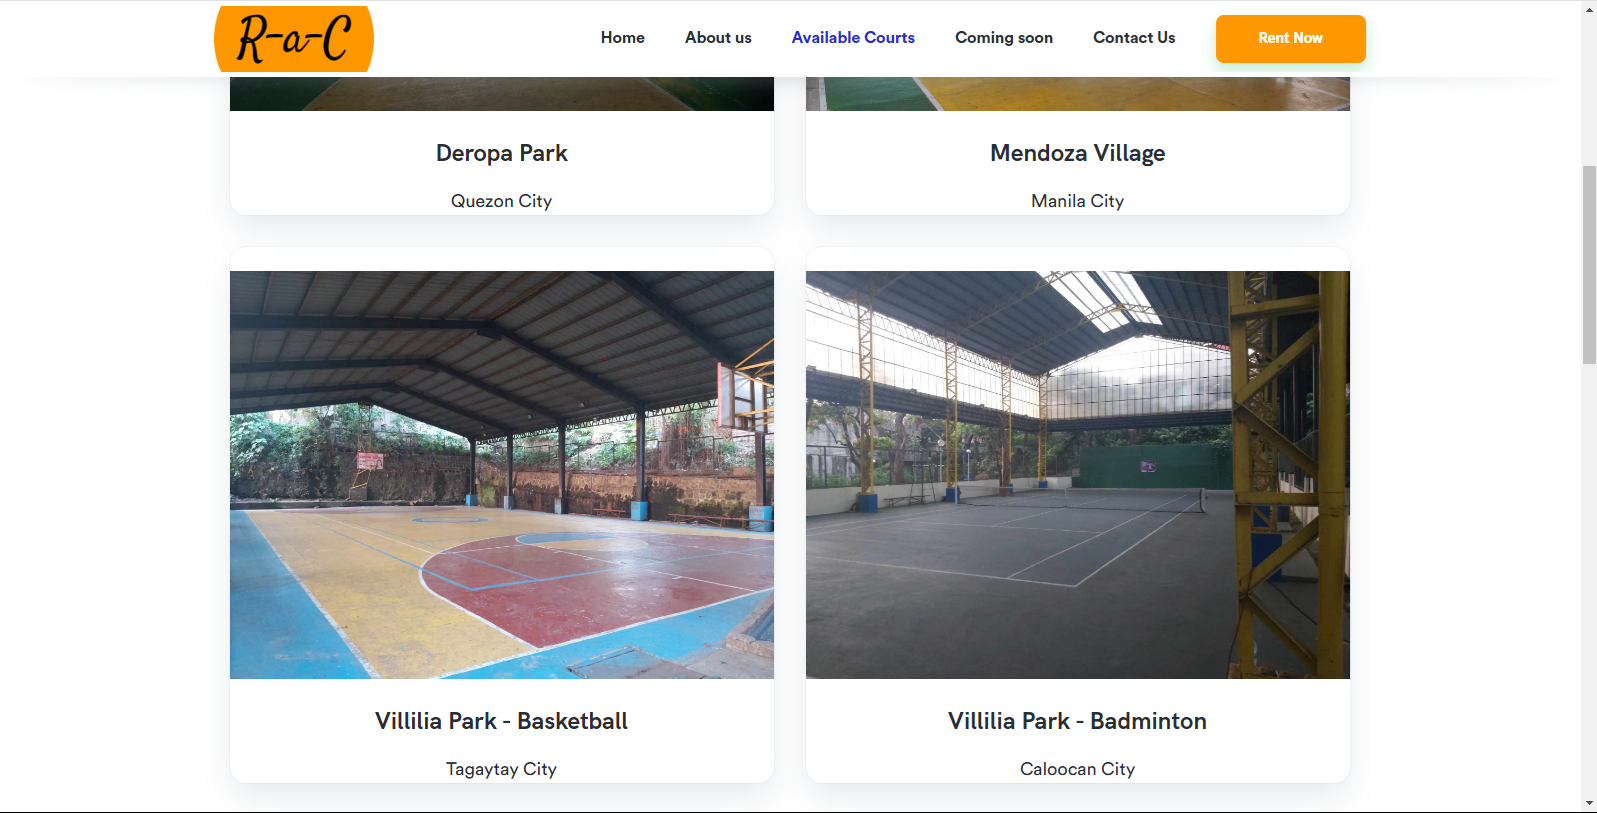 R-a-C
Home About us Available Courts Coming soon Contact Us Rent Now
Deropa Park Mendoza Village
Quezon City Manila City
Villilia Park - Basketball Villilia Park - Badminton
Tagaytay City Caloocan City